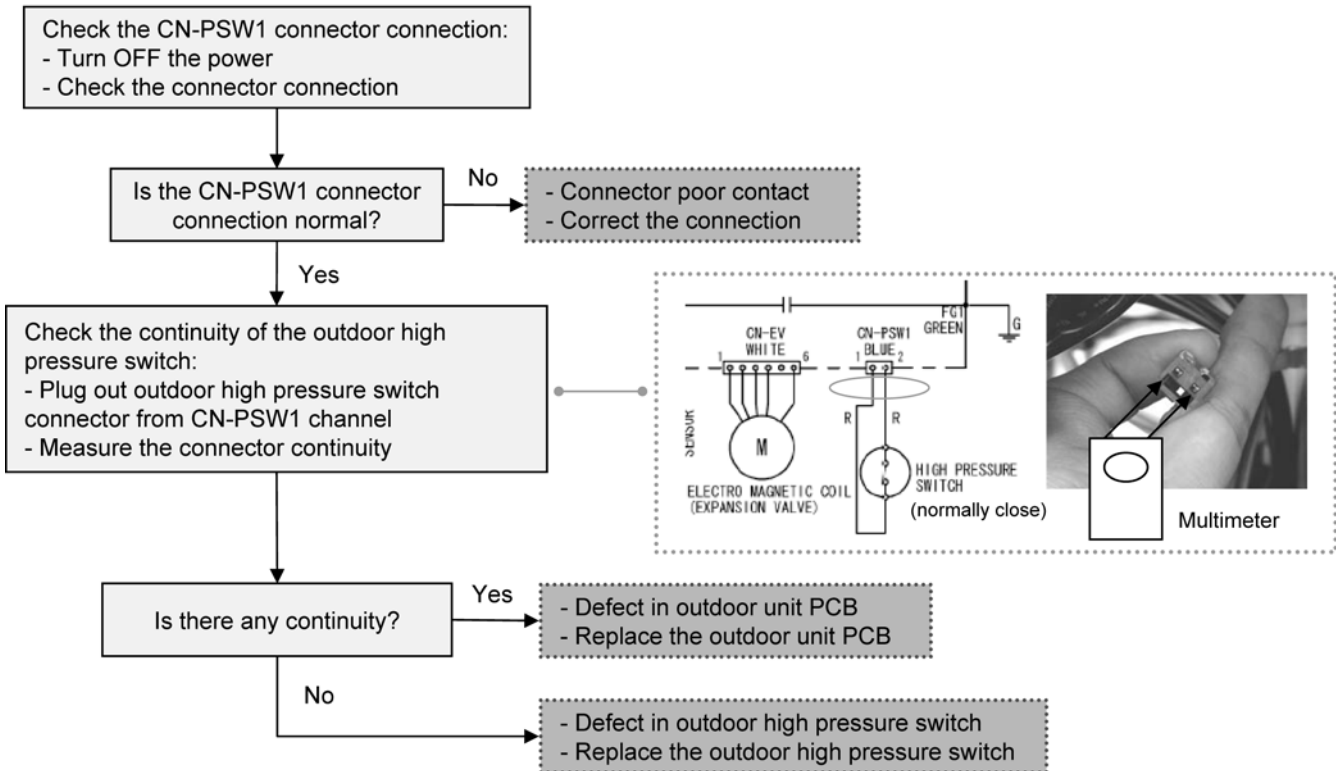 Check the CN-PSW1 connector connection:
- Turn OFF the power
- Check the connector connection
Is the CN-PSW1 connector
connection normal?
No
- Connector poor contact
- Correct the connection
Yes
Check the continuity of the outdoor high
pressure switch:
- Plug out outdoor high pressure switch
connector from CN-PSW1 channel
- Measure the connector continuity
FG1
GREEN
G
CN-EV
WHITE
1
6
CN-PSW1
BLUE
1
2
SENSOR
M
R
R
ELECTRO MAGNETIC COIL
(EXPANSION VALVE)
HIGH PRESSURE
SWITCH
(normally close)
Multimeter
Is there any continuity?
Yes
- Defect in outdoor unit PCB
- Replace the outdoor unit PCB
No
- Defect in outdoor high pressure switch
- Replace the outdoor high pressure switch